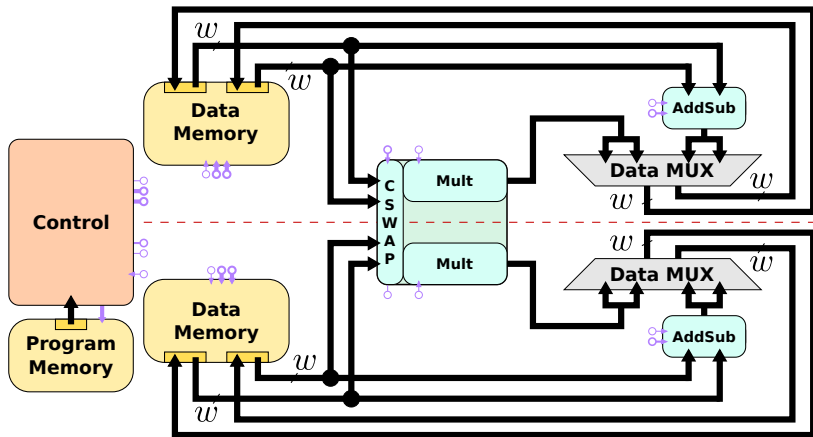 w
w
Data
Memory
AddSub
Control
C
S
W
A
P
Mult
Data MUX
w
w
Mult
w
w
Data MUX
Data
Memory
AddSub
Program
Memory
w
w